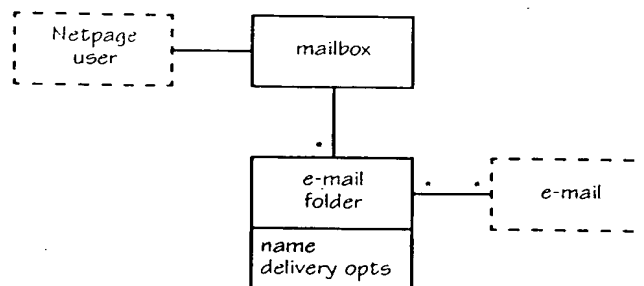 Netpage
user
mailbox
*
e-mail
folder
* *
e-mail
name
delivery opts